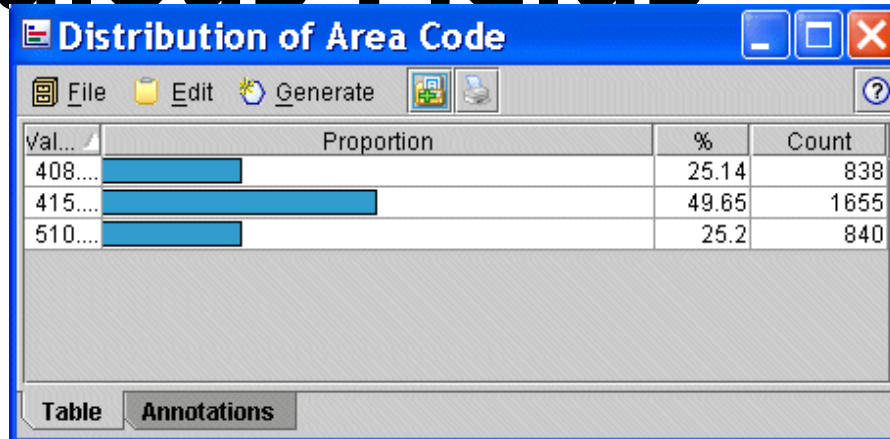 Distribution of Area Code
File Edit Generate
Val... Proportion % Count
408.... 25.14 838
415.... 49.65 1655
510.... 25.2 840
Table Annotations